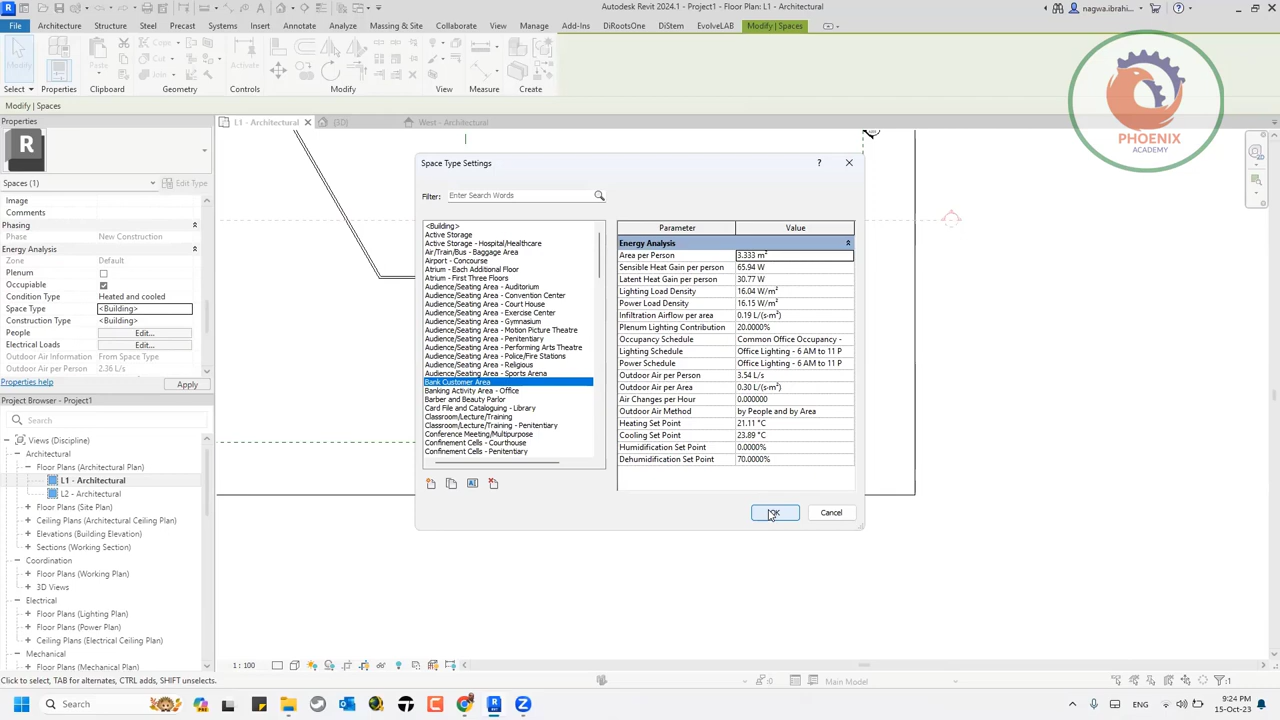 Autodesk Revit 2024.1 - Project1 - Floor Plan: L1 - Architectural
nagwa.ibrahi...
File Architecture Structure Steel Precast Systems Insert Annotate Analyze Massing & Site Collaborate View Manage Add-Ins DiRootsOne DiStem EvolveLAB Modify | Spaces
Modify Paste Cope Cut Join Activate
Select Properties Clipboard Geometry Controls Modify View Measure Create
Modify | Spaces
PHOENIX
ACADEMY
Properties
L1 - Architectural {3D} West - Architectural
R
Spaces (1) Edit Type
Image
Comments
Phasing
Phase New Construction
Energy Analysis
Zone Default
Plenum
Occupiable
Condition Type Heated and cooled
Space Type <Building>
Construction Type <Building>
People Edit...
Electrical Loads Edit...
Outdoor Air Information From Space Type
Outdoor Air per Person 2.36 L/s
Properties help Apply
Project Browser - Project1
Search
Views (Discipline)
Architectural
Floor Plans (Architectural Plan)
L1 - Architectural
L2 - Architectural
Floor Plans (Site Plan)
Ceiling Plans (Architectural Ceiling Plan)
Elevations (Building Elevation)
Sections (Working Section)
Coordination
Floor Plans (Working Plan)
3D Views
Electrical
Floor Plans (Lighting Plan)
Floor Plans (Power Plan)
Ceiling Plans (Electrical Ceiling Plan)
Mechanical
Floor Plans (Mechanical Plan)
Space Type Settings ?
Filter: Enter Search Words
<Building>
Active Storage
Active Storage - Hospital/Healthcare
Air/Train/Bus - Baggage Area
Airport - Concourse
Atrium - Each Additional Floor
Atrium - First Three Floors
Audience/Seating Area - Auditorium
Audience/Seating Area - Convention Center
Audience/Seating Area - Court House
Audience/Seating Area - Exercise Center
Audience/Seating Area - Gymnasium
Audience/Seating Area - Motion Picture Theatre
Audience/Seating Area - Penitentiary
Audience/Seating Area - Performing Arts Theatre
Audience/Seating Area - Police/Fire Stations
Audience/Seating Area - Religious
Audience/Seating Area - Sports Arena
Bank Customer Area
Banking Activity Area - Office
Barber and Beauty Parlor
Card File and Cataloguing - Library
Classroom/Lecture/Training
Classroom/Lecture/Training - Penitentiary
Conference Meeting/Multipurpose
Confinement Cells - Courthouse
Confinement Cells - Penitentiary
Parameter Value
Energy Analysis
Area per Person 3.333 m²
Sensible Heat Gain per person 65.94 W
Latent Heat Gain per person 30.77 W
Lighting Load Density 16.04 W/m²
Power Load Density 16.15 W/m²
Infiltration Airflow per area 0.19 L/(s·m²)
Plenum Lighting Contribution 20.0000%
Occupancy Schedule Common Office Occupancy -
Lighting Schedule Office Lighting - 6 AM to 11 P
Power Schedule Office Lighting - 6 AM to 11 P
Outdoor Air per Person 3.54 L/s
Outdoor Air per Area 0.30 L/(s·m²)
Air Changes per Hour 0.000000
Outdoor Air Method by People and by Area
Heating Set Point 21.11 °C
Cooling Set Point 23.89 °C
Humidification Set Point 0.0000%
Dehumidification Set Point 70.0000%
OK Cancel
1 : 100
Click to select, TAB for alternates, CTRL adds, SHIFT unselects.
:0 Main Model :1
Search
ENG
9:24 PM
15-Oct-23